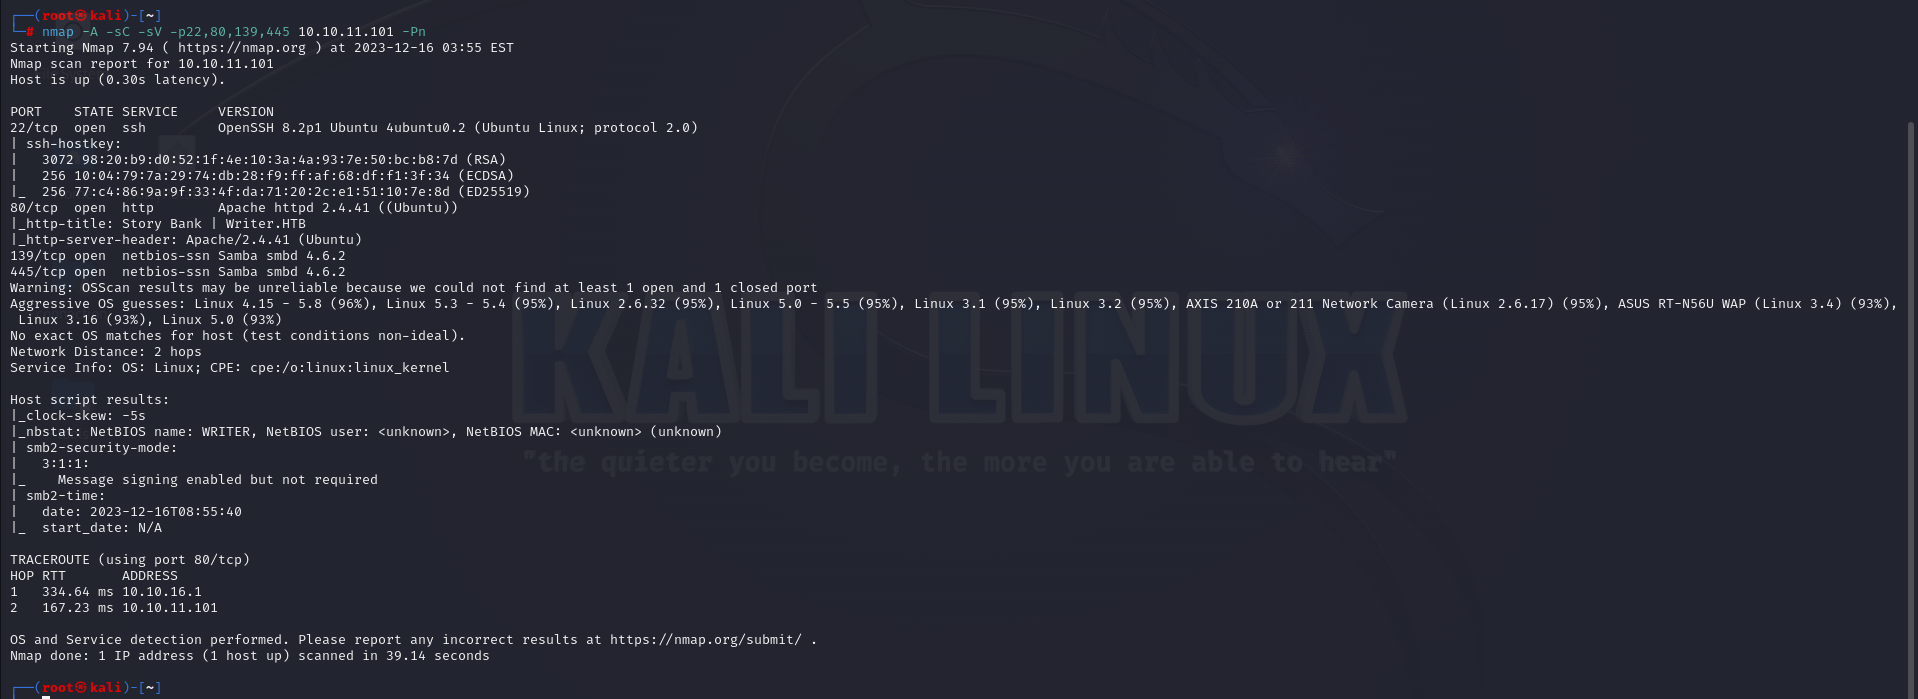 ┌──(root㉿kali)-[~]
└─# nmap -A -sC -sV -p22,80,139,445 10.10.11.101 -Pn
Starting Nmap 7.94 ( https://nmap.org ) at 2023-12-16 03:55 EST
Nmap scan report for 10.10.11.101
Host is up (0.30s latency).

PORT    STATE SERVICE     VERSION
22/tcp  open  ssh         OpenSSH 8.2p1 Ubuntu 4ubuntu0.2 (Ubuntu Linux; protocol 2.0)
| ssh-hostkey:
|   3072 98:20:b9:d0:52:1f:4e:10:3a:4a:93:7e:50:bc:b8:7d (RSA)
|   256 10:04:79:7a:29:74:db:28:f9:ff:af:68:df:f1:3f:34 (ECDSA)
|_  256 77:c4:86:9a:9f:33:4f:da:71:20:2c:e1:51:10:7e:8d (ED25519)
80/tcp  open  http        Apache httpd 2.4.41 ((Ubuntu))
|_http-title: Story Bank | Writer.HTB
|_http-server-header: Apache/2.4.41 (Ubuntu)
139/tcp open  netbios-ssn Samba smbd 4.6.2
445/tcp open  netbios-ssn Samba smbd 4.6.2
Warning: OSScan results may be unreliable because we could not find at least 1 open and 1 closed port
Aggressive OS guesses: Linux 4.15 - 5.8 (96%), Linux 5.3 - 5.4 (95%), Linux 2.6.32 (95%), Linux 5.0 - 5.5 (95%), Linux 3.1 (95%), Linux 3.2 (95%), AXIS 210A or 211 Network Camera (Linux 2.6.17) (95%), ASUS RT-N56U WAP (Linux 3.4) (93%),
 Linux 3.16 (93%), Linux 5.0 (93%)
No exact OS matches for host (test conditions non-ideal).
Network Distance: 2 hops
Service Info: OS: Linux; CPE: cpe:/o:linux:linux_kernel

Host script results:
|_clock-skew: -5s
|_nbstat: NetBIOS name: WRITER, NetBIOS user: <unknown>, NetBIOS MAC: <unknown> (unknown)
| smb2-security-mode:
|   3:1:1:
|_    Message signing enabled but not required
| smb2-time:
|   date: 2023-12-16T08:55:40
|_  start_date: N/A

TRACEROUTE (using port 80/tcp)
HOP RTT       ADDRESS
1   334.64 ms 10.10.16.1
2   167.23 ms 10.10.11.101

OS and Service detection performed. Please report any incorrect results at https://nmap.org/submit/ .
Nmap done: 1 IP address (1 host up) scanned in 39.14 seconds

┌──(root㉿kali)-[~]
KALI LINUX
"the quieter you become, the more you are able to hear"